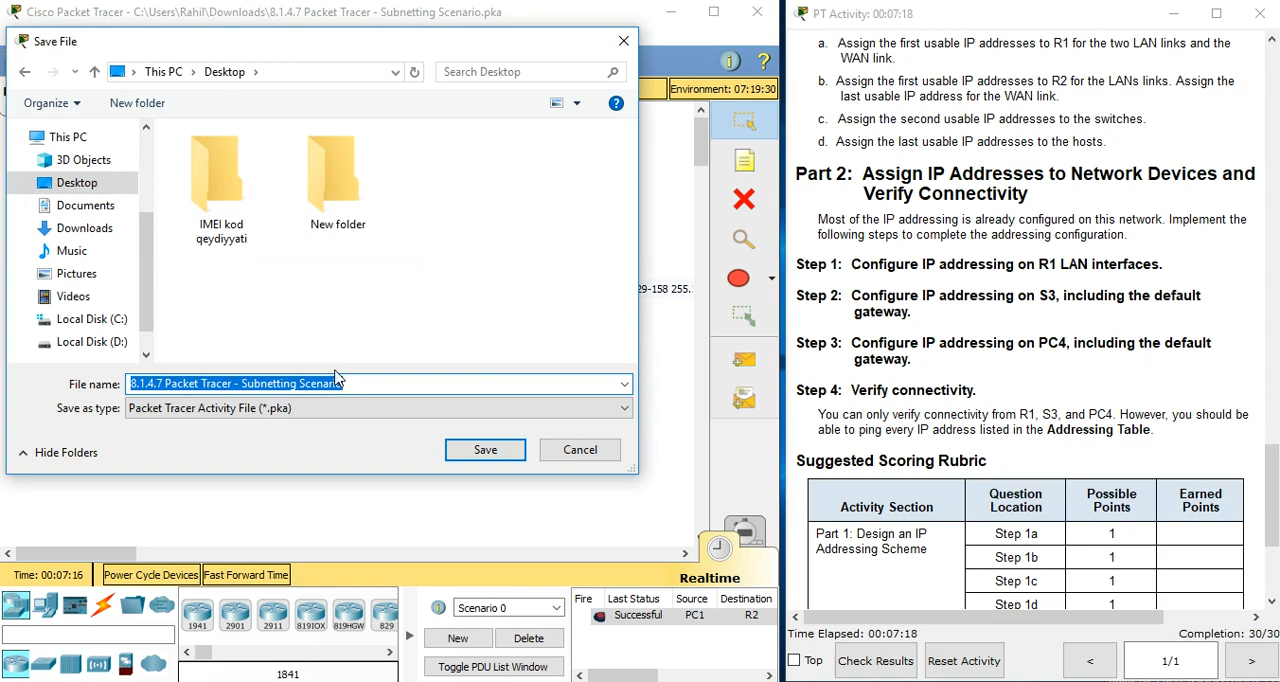 Cisco Packet Tracer - C:\Users\Rahil\Downloads\8.1.4.7 Packet Tracer - Subnetting Scenario.pka
Save File
This PC
Desktop
Search Desktop
Organize
New folder
This PC
3D Objects
Desktop
Documents
Downloads
Music
Pictures
Videos
Local Disk (C:)
Local Disk (D:)
IMEI kod
qeydiyyati
New folder
File name:
8.1.4.7 Packet Tracer - Subnetting Scenario
Save as type:
Packet Tracer Activity File (*.pka)
Hide Folders
Save
Cancel
Environment: 07:19:30
29-158 255.
Time: 00:07:16
Power Cycle Devices
Fast Forward Time
Realtime
1941
2901
2911
819IOX
819HGW
829
1841
Scenario 0
New
Delete
Toggle PDU List Window
Fire Last Status Source Destination
Successful PC1 R2
PT Activity: 00:07:18
a. Assign the first usable IP addresses to R1 for the two LAN links and the
WAN link.
b. Assign the first usable IP addresses to R2 for the LANs links. Assign the
last usable IP address for the WAN link.
c. Assign the second usable IP addresses to the switches.
d. Assign the last usable IP addresses to the hosts.
Part 2: Assign IP Addresses to Network Devices and
Verify Connectivity
Most of the IP addressing is already configured on this network. Implement the
following steps to complete the addressing configuration.
Step 1: Configure IP addressing on R1 LAN interfaces.
Step 2: Configure IP addressing on S3, including the default
gateway.
Step 3: Configure IP addressing on PC4, including the default
gateway.
Step 4: Verify connectivity.
You can only verify connectivity from R1, S3, and PC4. However, you should be
able to ping every IP address listed in the Addressing Table.
Suggested Scoring Rubric
Activity Section
Question
Location
Possible
Points
Earned
Points
Part 1: Design an IP
Addressing Scheme
Step 1a 1
Step 1b 1
Step 1c 1
Step 1d 1
Time Elapsed: 00:07:18
Completion: 30/30
Top
Check Results
Reset Activity
<
1/1
>